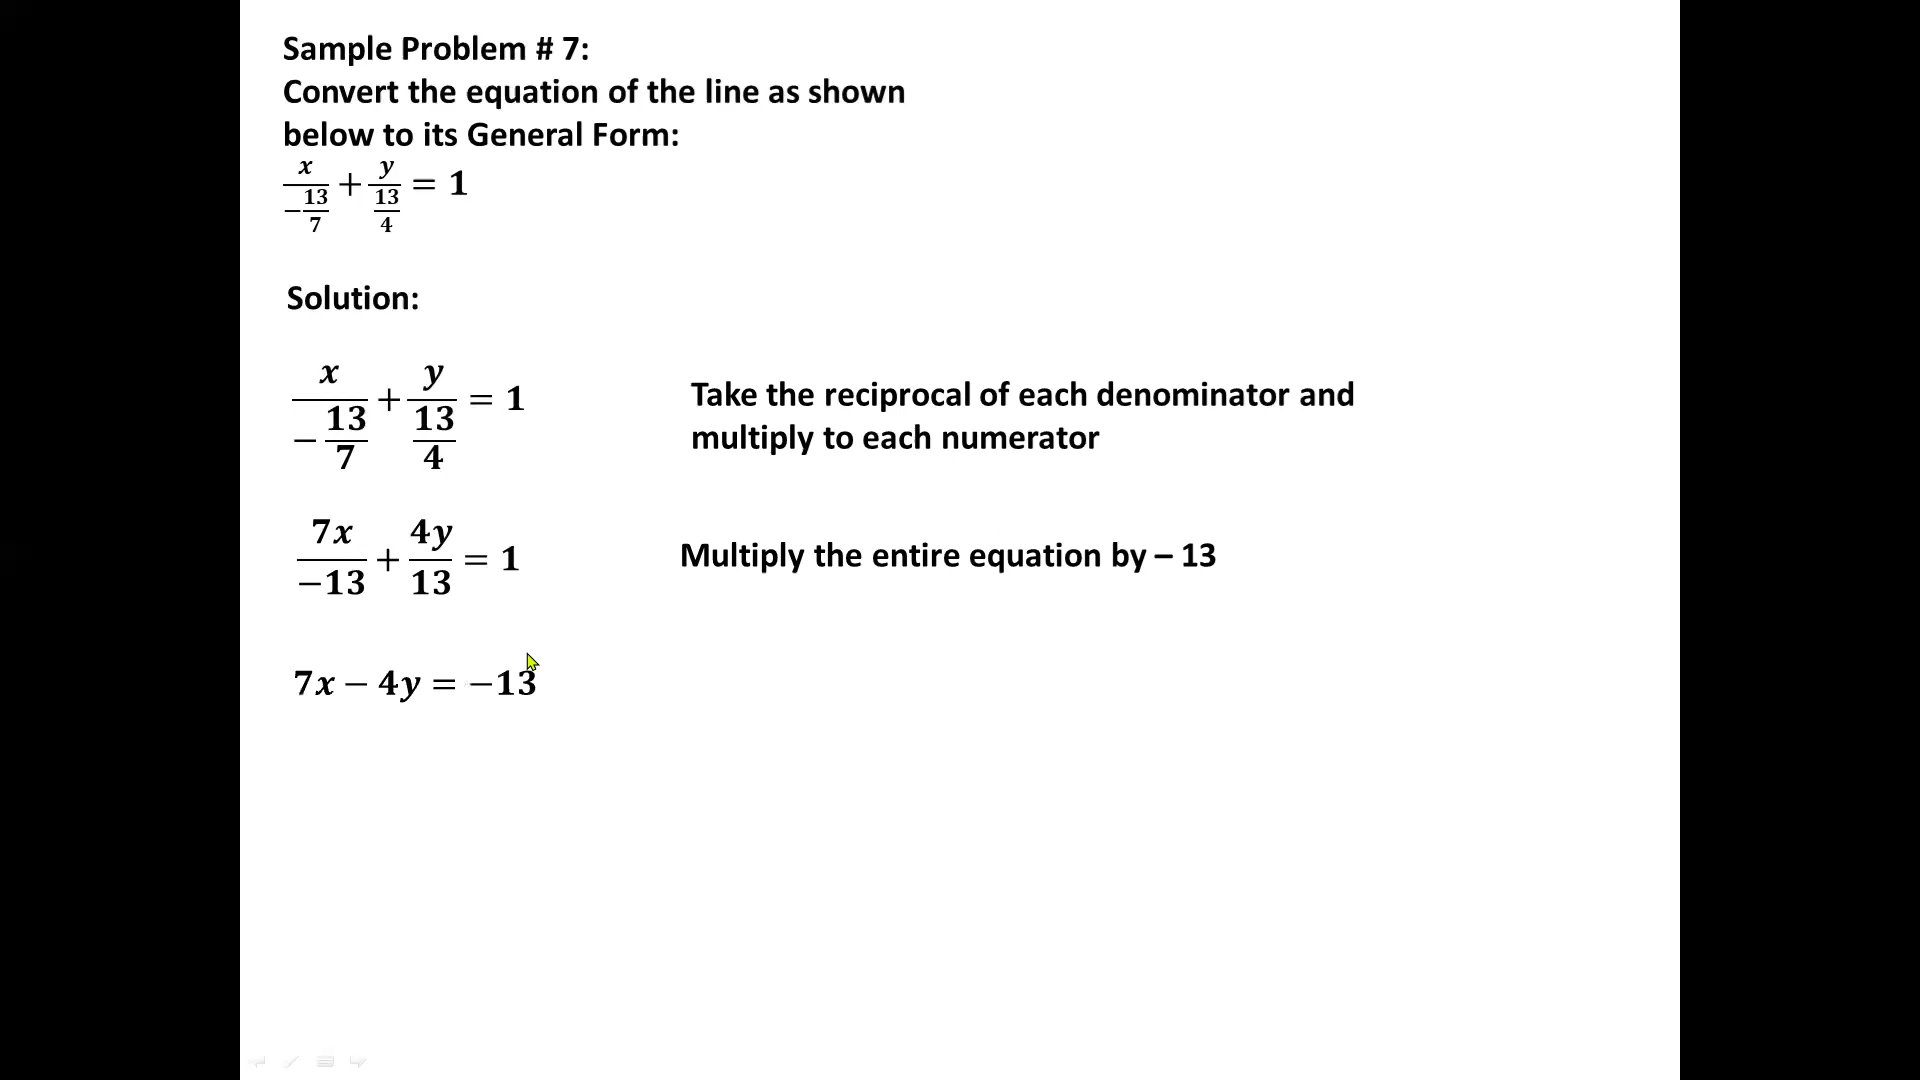 Sample Problem # 7:
Convert the equation of the line as shown
below to its General Form:
x/(−13/7) + y/(13/4) = 1
Solution:
x/(−13/7) + y/(13/4) = 1
Take the reciprocal of each denominator and
multiply to each numerator
7x/−13 + 4y/13 = 1
Multiply the entire equation by – 13
7x − 4y = −13